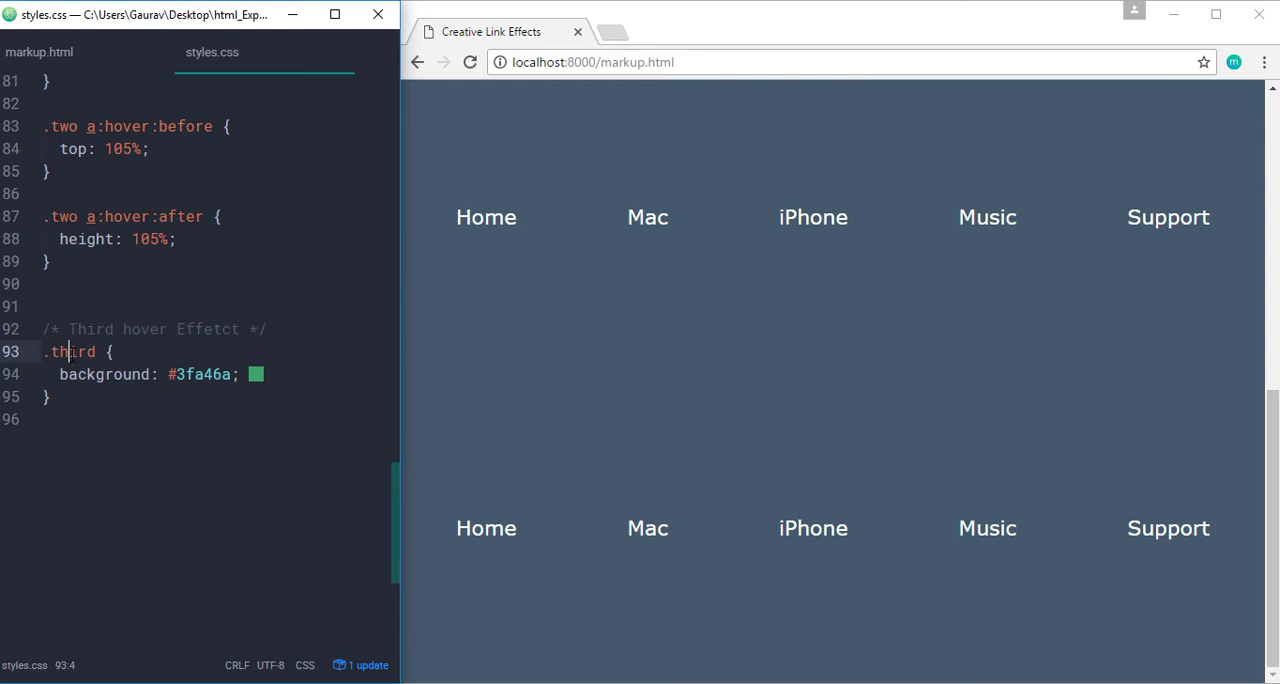 styles.css — C:\Users\Gaurav\Desktop\html_Exp...
markup.html
styles.css
81 }
82
83 .two a:hover:before {
84 top: 105%;
85 }
86
87 .two a:hover:after {
88 height: 105%;
89 }
90
91
92 /* Third hover Effetct */
93 .third {
94 background: #3fa46a;
95 }
96
styles.css 93:4
CRLF UTF-8 CSS 1 update
Creative Link Effects
localhost:8000/markup.html
m
Home Mac iPhone Music Support
Home Mac iPhone Music Support